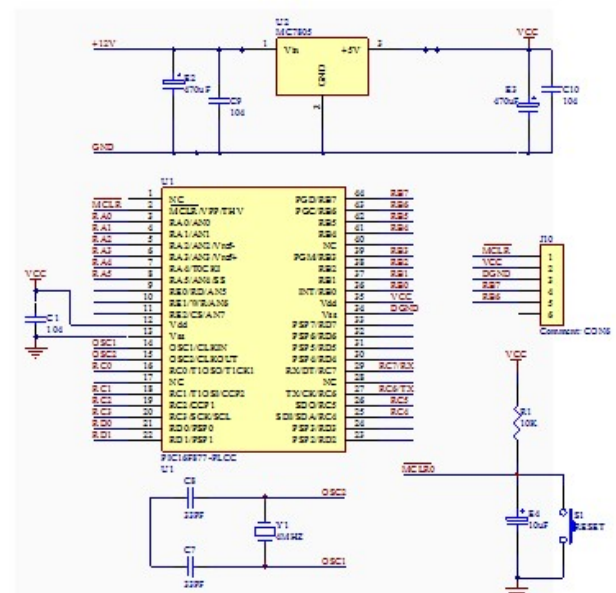 U2
MC7805
+12V
1
Vin
+5V
3
VCC
GND
2
E2
470uF
C9
104
E3
470uF
C10
104
GND
U1
1 NC PGD/RB7 44 RB7
MCLR 2 MCLR/VPP/THV PGC/RB6 43 RB6
RA0 3 RA0/AN0 RB5 42 RB5
RA1 4 RA1/AN1 RB4 41 RB4
RA2 5 RA2/AN2/Vref- NC 40
RA3 6 RA3/AN3/Vref+ PGM/RB3 39 RB3
RA4 7 RA4/T0CKI RB2 38 RB2
RA5 8 RA5/AN4/SS RB1 37 RB1
9 RE0/RD/AN5 INT/RB0 36 RB0
10 RE1/WR/AN6 Vdd 35 VCC
11 RE2/CS/AN7 Vss 34 DGND
12 Vdd PSP7/RD7 33
13 Vss PSP6/RD6 32
OSC1 14 OSC1/CLKIN PSP5/RD5 31
OSC2 15 OSC2/CLKOUT PSP4/RD4 30
RC0 16 RC0/T1OSO/T1CK1 RX/DT/RC7 29 RC7/RX
17 NC NC 28
RC1 18 RC1/T1OSI/CCP2 TX/CK/RC6 27 RC6/TX
RC2 19 RC2/CCP1 SDO/RC5 26 RC5
RC3 20 RC3/SCK/SCL SDI/SDA/RC4 25 RC4
RD0 21 RD0/PSP0 PSP3/RD3 24
RD1 22 RD1/PSP1 PSP2/RD2 23
PIC16F877-PLCC
U1
VCC
C1
104
J10
MCLR 1
VCC 2
DGND 3
RB7 4
RB6 5
6
Comment: CON6
VCC
R1
10K
MCLR0
E4
10uF
S1
RESET
C8
33PF
OSC2
Y1
4MHZ
C7
33PF
OSC1